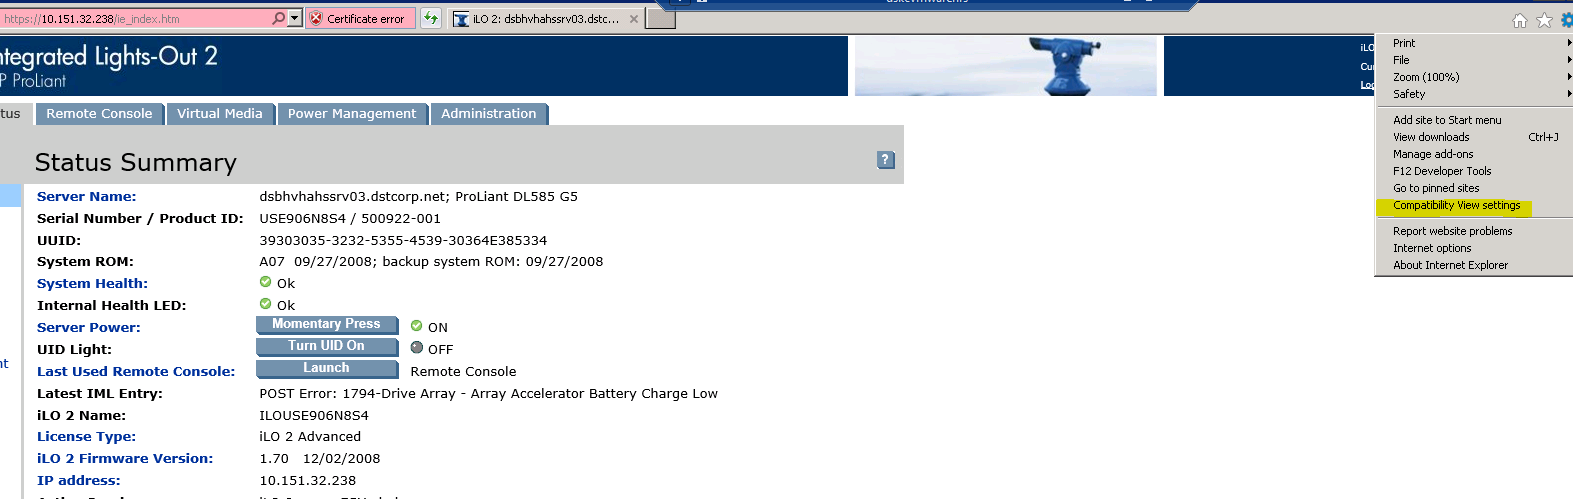 https://10.151.32.238/ie_index.htm
Certificate error
iLO 2: dsbhvhahssrv03.dstc...
ntegrated Lights-Out 2
P ProLiant
iLO
Cur
Log
tus
Remote Console
Virtual Media
Power Management
Administration
Status Summary
?
Server Name: dsbhvhahssrv03.dstcorp.net; ProLiant DL585 G5
Serial Number / Product ID: USE906N8S4 / 500922-001
UUID: 39303035-3232-5355-4539-30364E385334
System ROM: A07 09/27/2008; backup system ROM: 09/27/2008
System Health: Ok
Internal Health LED: Ok
Server Power: Momentary Press ON
UID Light: Turn UID On OFF
nt
Last Used Remote Console: Launch Remote Console
Latest IML Entry: POST Error: 1794-Drive Array - Array Accelerator Battery Charge Low
iLO 2 Name: ILOUSE906N8S4
License Type: iLO 2 Advanced
iLO 2 Firmware Version: 1.70 12/02/2008
IP address: 10.151.32.238
Print
File
Zoom (100%)
Safety
Add site to Start menu
View downloads Ctrl+J
Manage add-ons
F12 Developer Tools
Go to pinned sites
Compatibility View settings
Report website problems
Internet options
About Internet Explorer